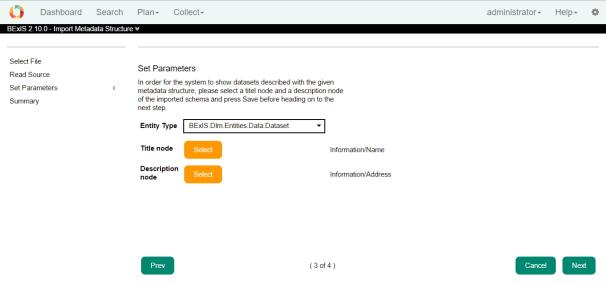 Dashboard Search Plan Collect administrator Help
BExIS 2.10.0 - Import Metadata Structure
Select File
Read Source
Set Parameters <
Summary
Set Parameters
In order for the system to show datasets described with the given
metadata structure, please select a titel node and a description node
of the imported schema and press Save before heading on to the
next step.
Entity Type BExIS.Dlm.Entities.Data.Dataset
Title node Select Information/Name
Description
node Select Information/Address
Prev ( 3 of 4 ) Cancel Next